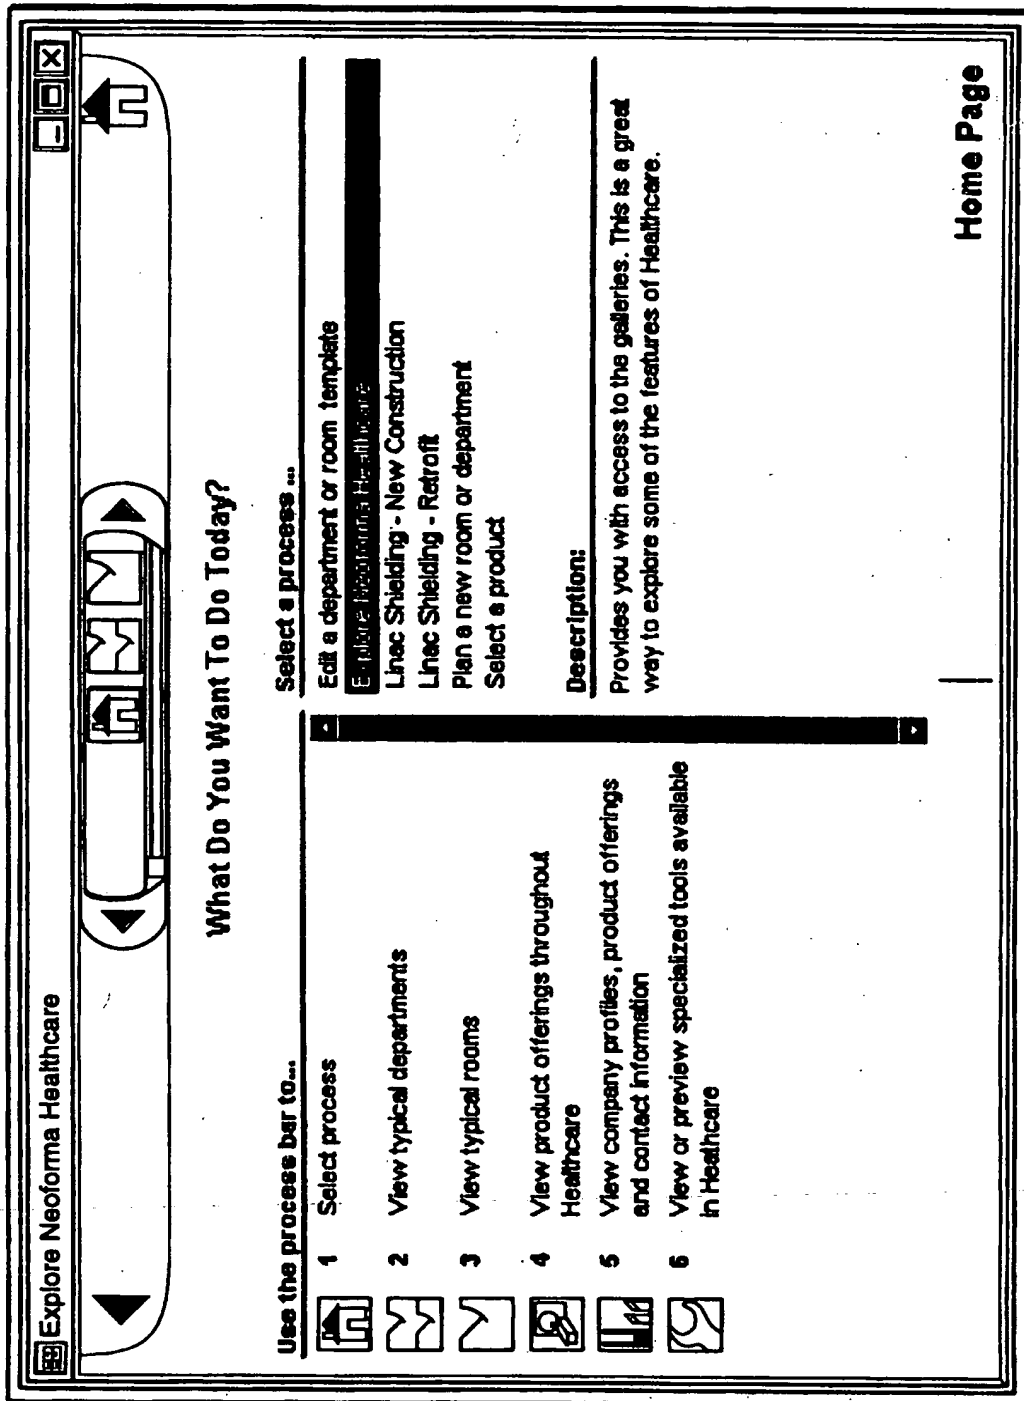 Explore Neoforma Healthcare
What Do You Want To Do Today?
Use the process bar to...
1 Select process
2 View typical departments
3 View typical rooms
4 View product offerings throughout
Healthcare
5 View company profiles, product offerings
and contact information
6 View or preview specialized tools available
in Heathcare
Select a process ...
Edit a department or room template
Explore Neoforma Healthcare
Linac Shielding - New Construction
Linac Shielding - Retrofit
Plan a new room or department
Select a product
Description:
Provides you with access to the galleries. This is a great
way to explore some of the features of Healthcare.
Home Page